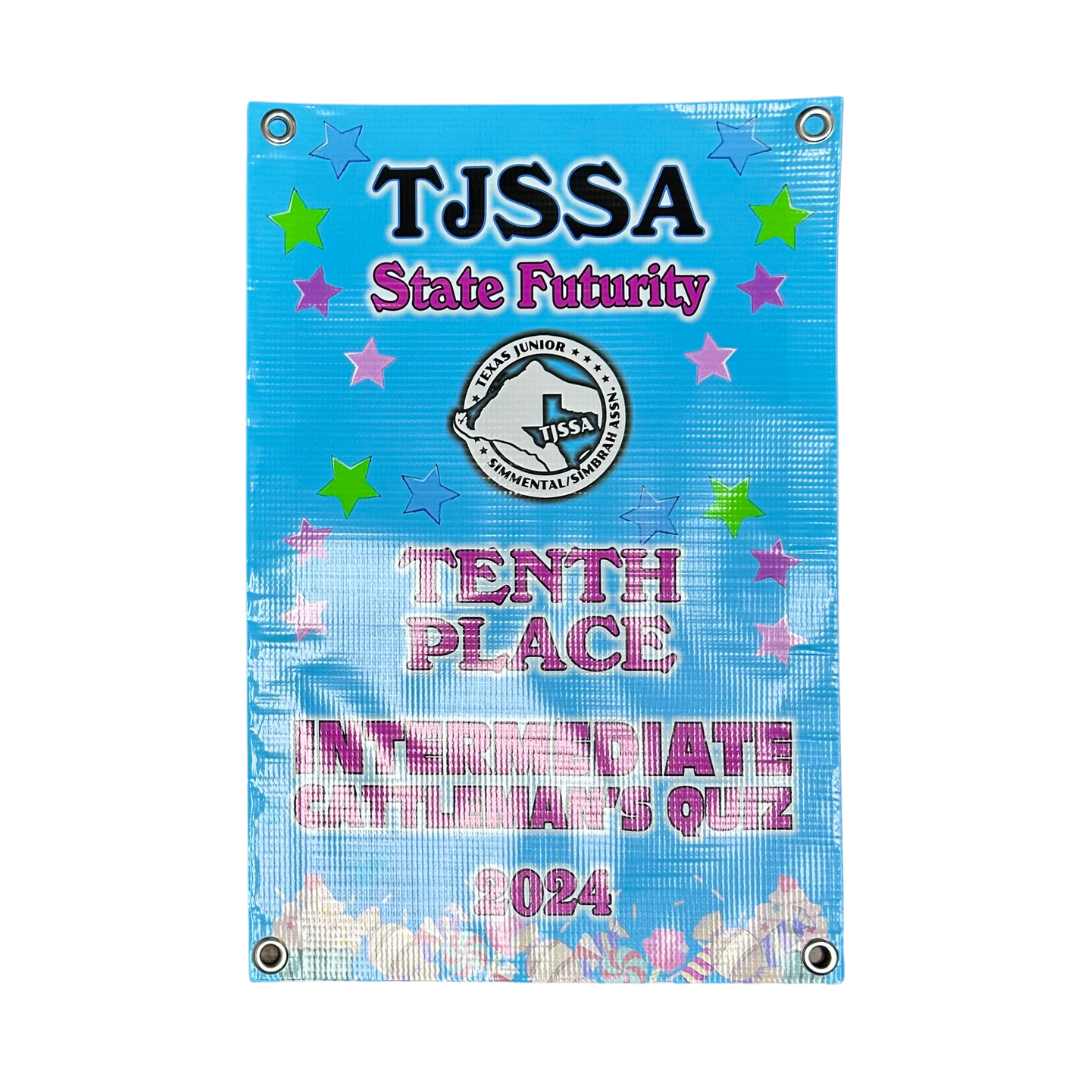 TJSSA
State Futurity
TEXAS JUNIOR
TJSSA
SIMMENTAL/SIMBRAH ASSN.
TENTH
PLACE
INTERMEDIATE
CATTLEMAN'S QUIZ
2024